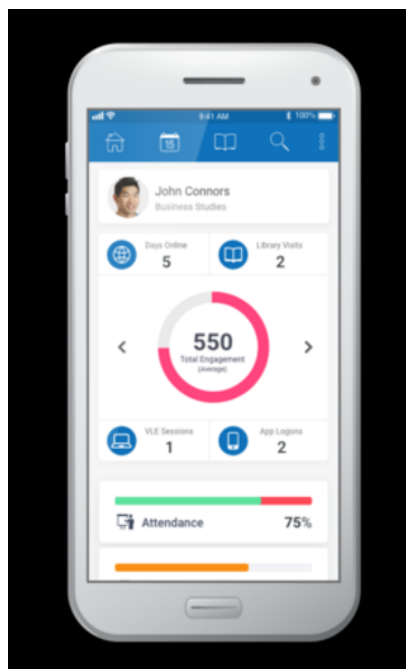 9:41 AM 100%
15
John Connors
Business Studies
Days Online
5
Library Visits
2
550
Total Engagement
(Average)
VLE Sessions
1
App Logons
2
Attendance 75%